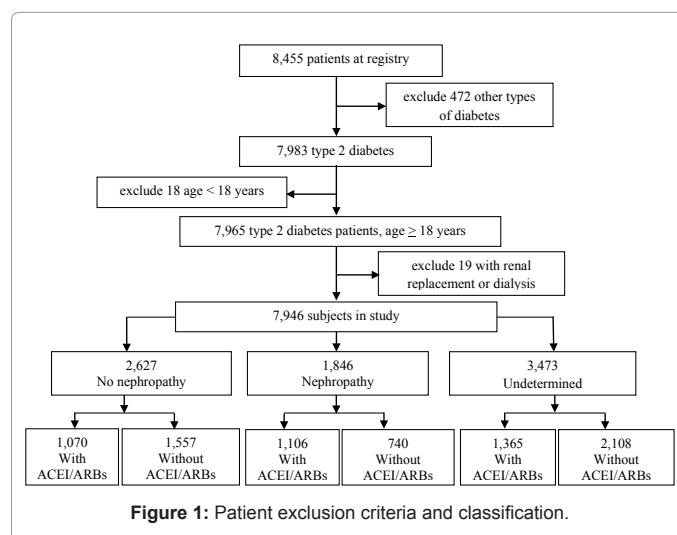 8,455 patients at registry
exclude 472 other types
of diabetes
7,983 type 2 diabetes
exclude 18 age < 18 years
7,965 type 2 diabetes patients, age ≥ 18 years
exclude 19 with renal
replacement or dialysis
7,946 subjects in study
2,627
No nephropathy
1,846
Nephropathy
3,473
Undetermined
1,070
With
ACEI/ARBs
1,557
Without
ACEI/ARBs
1,106
With
ACEI/ARBs
740
Without
ACEI/ARBs
1,365
With
ACEI/ARBs
2,108
Without
ACEI/ARBs
Figure 1: Patient exclusion criteria and classification.